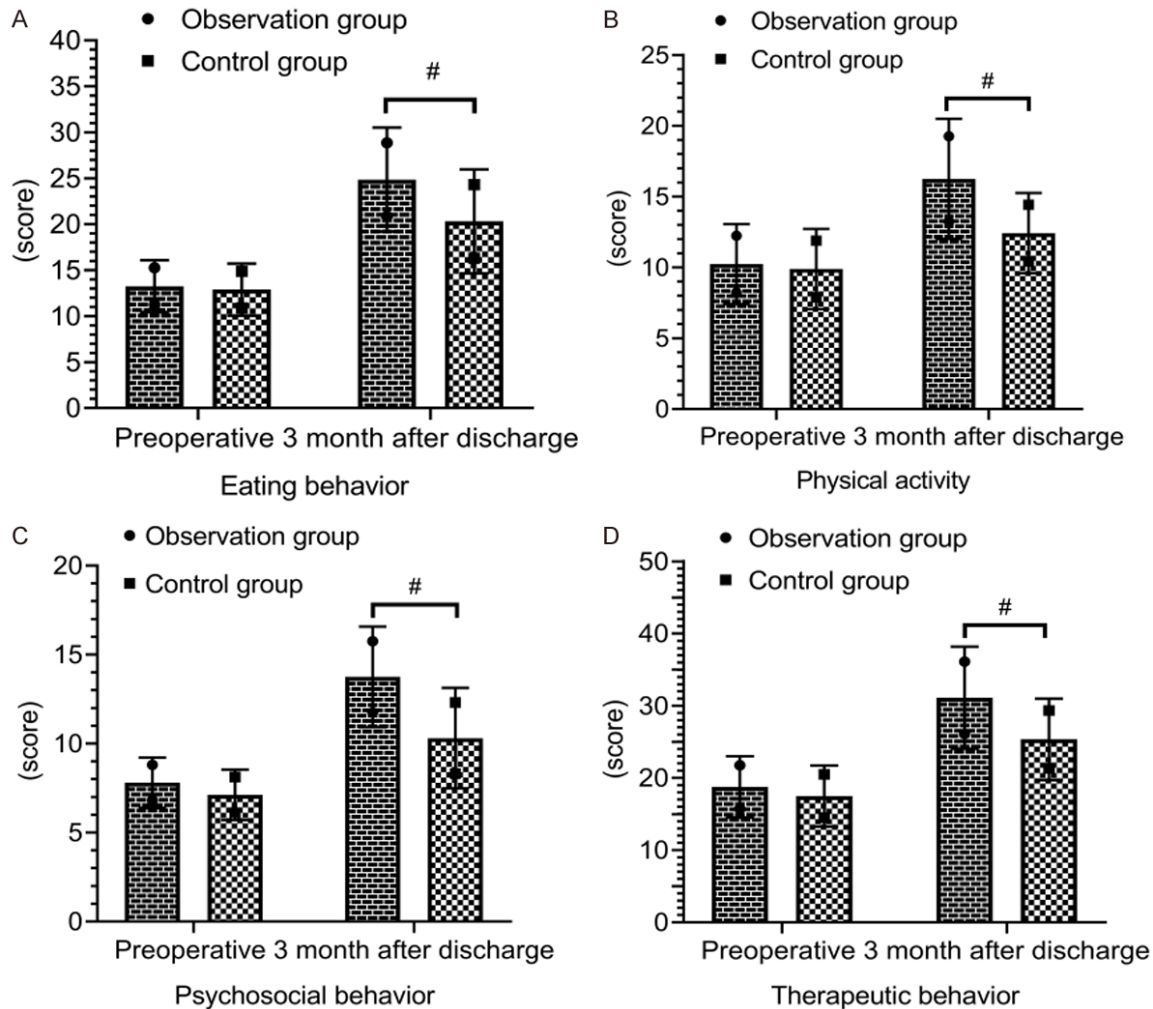 A
Observation group
Control group
#
40
35
30
25
20
15
10
5
0
(score)
Preoperative 3 month after discharge
Eating behavior
B
Observation group
Control group
#
25
20
15
10
5
0
(score)
Preoperative 3 month after discharge
Physical activity
C
Observation group
Control group
#
20
15
10
5
0
(score)
Preoperative 3 month after discharge
Psychosocial behavior
D
Observation group
Control group
#
50
40
30
20
10
0
(score)
Preoperative 3 month after discharge
Therapeutic behavior